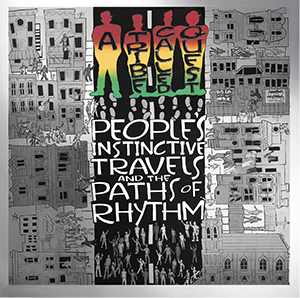 A TRIBE CALLED QUEST
PEOPLE'S
INSTINCTIVE
TRAVELS
AND THE
PATHS OF
RHYTHM